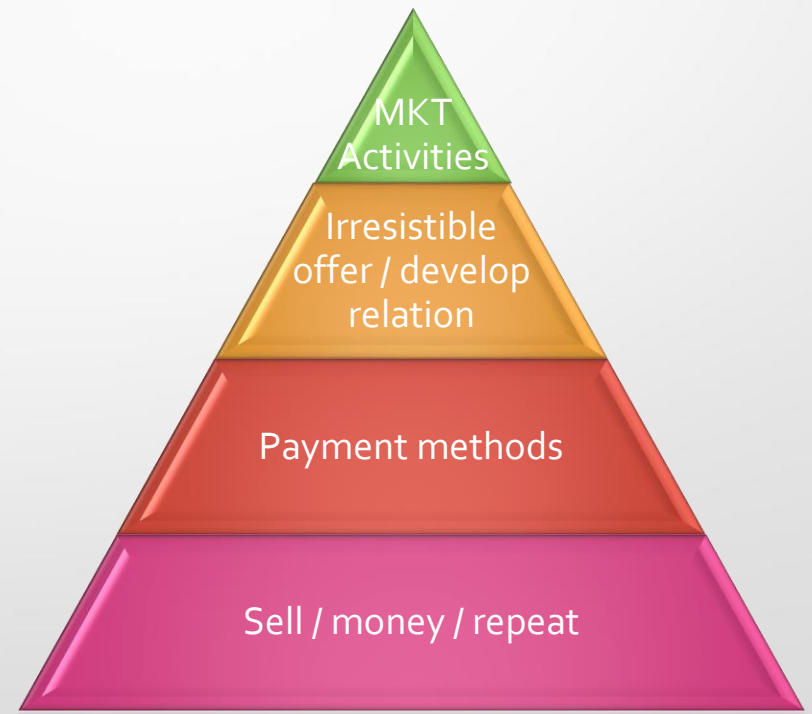 MKT
Activities
Irresistible
offer / develop
relation
Payment methods
Sell / money / repeat